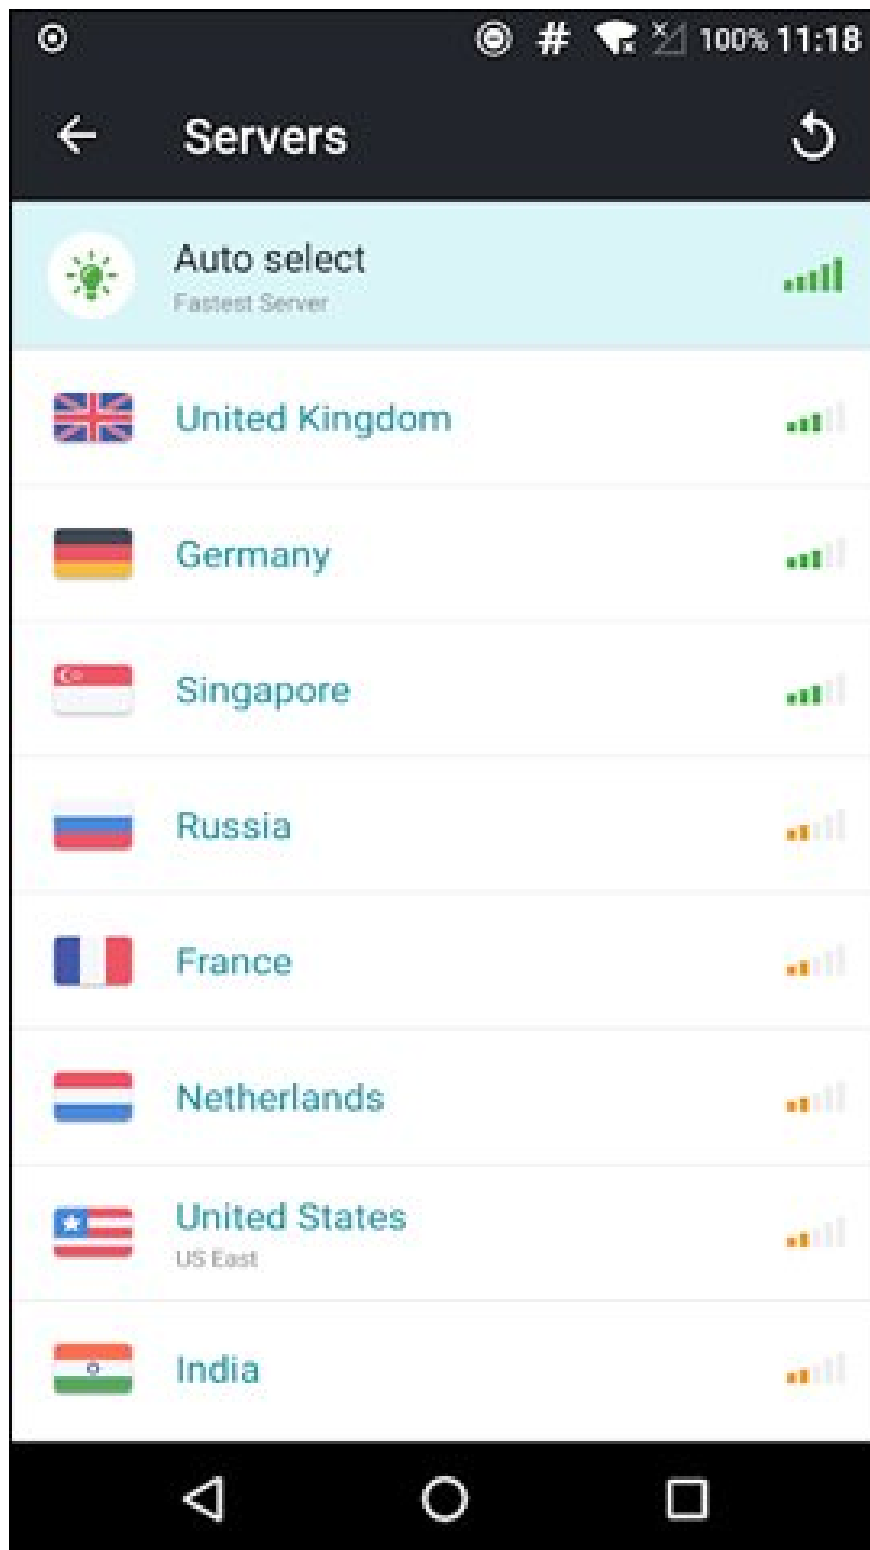 # 100% 11:18
Servers
Auto select
Fastest Server
United Kingdom
Germany
Singapore
Russia
France
Netherlands
United States
US East
India